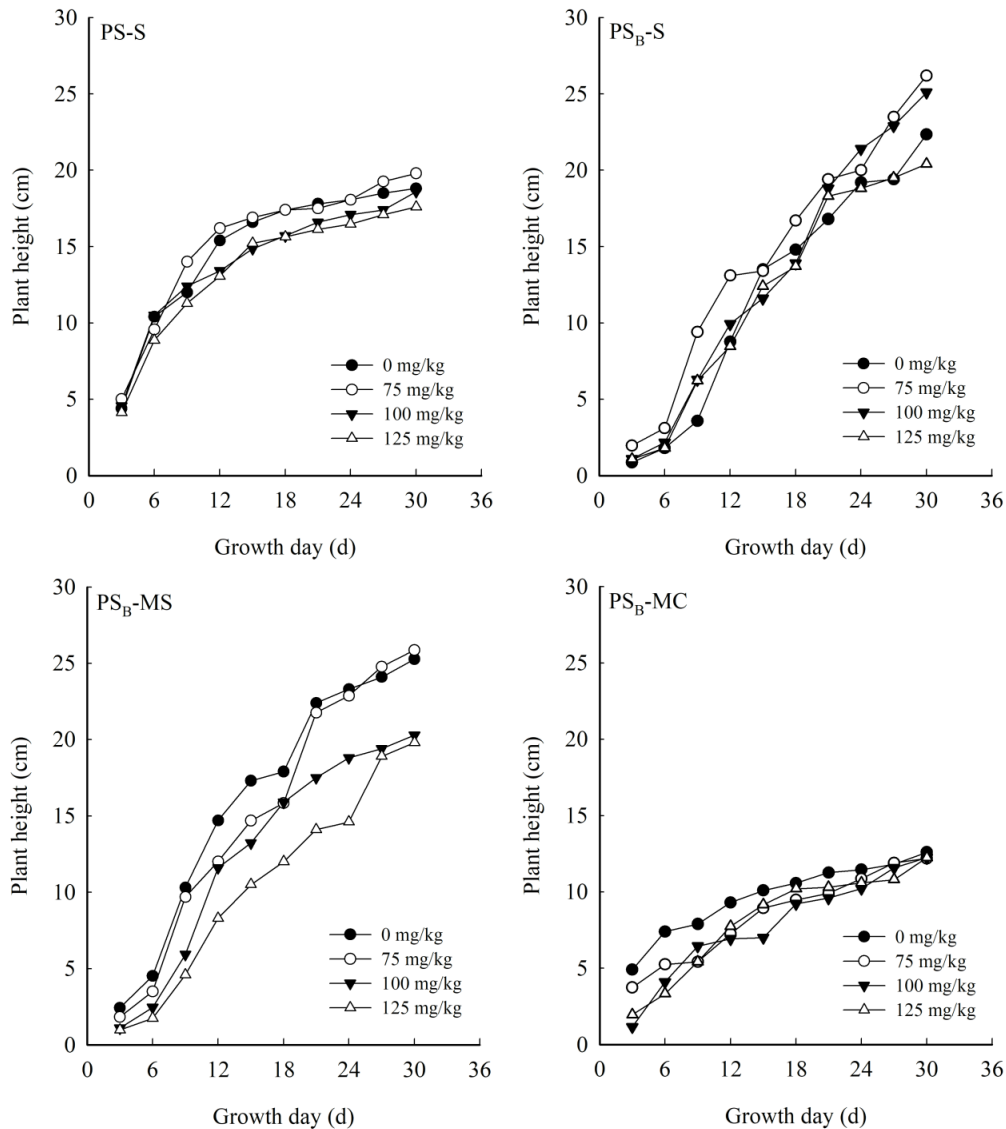 PS-S
30
25
20
15
10
5
0
Plant height (cm)
0 mg/kg
75 mg/kg
100 mg/kg
125 mg/kg
0 6 12 18 24 30 36
Growth day (d)
PS_B-S
30
25
20
15
10
5
0
Plant height (cm)
0 mg/kg
75 mg/kg
100 mg/kg
125 mg/kg
0 6 12 18 24 30 36
Growth day (d)
PS_B-MS
30
25
20
15
10
5
0
Plant height (cm)
0 mg/kg
75 mg/kg
100 mg/kg
125 mg/kg
0 6 12 18 24 30 36
Growth day (d)
PS_B-MC
30
25
20
15
10
5
0
Plant height (cm)
0 mg/kg
75 mg/kg
100 mg/kg
125 mg/kg
0 6 12 18 24 30 36
Growth day (d)